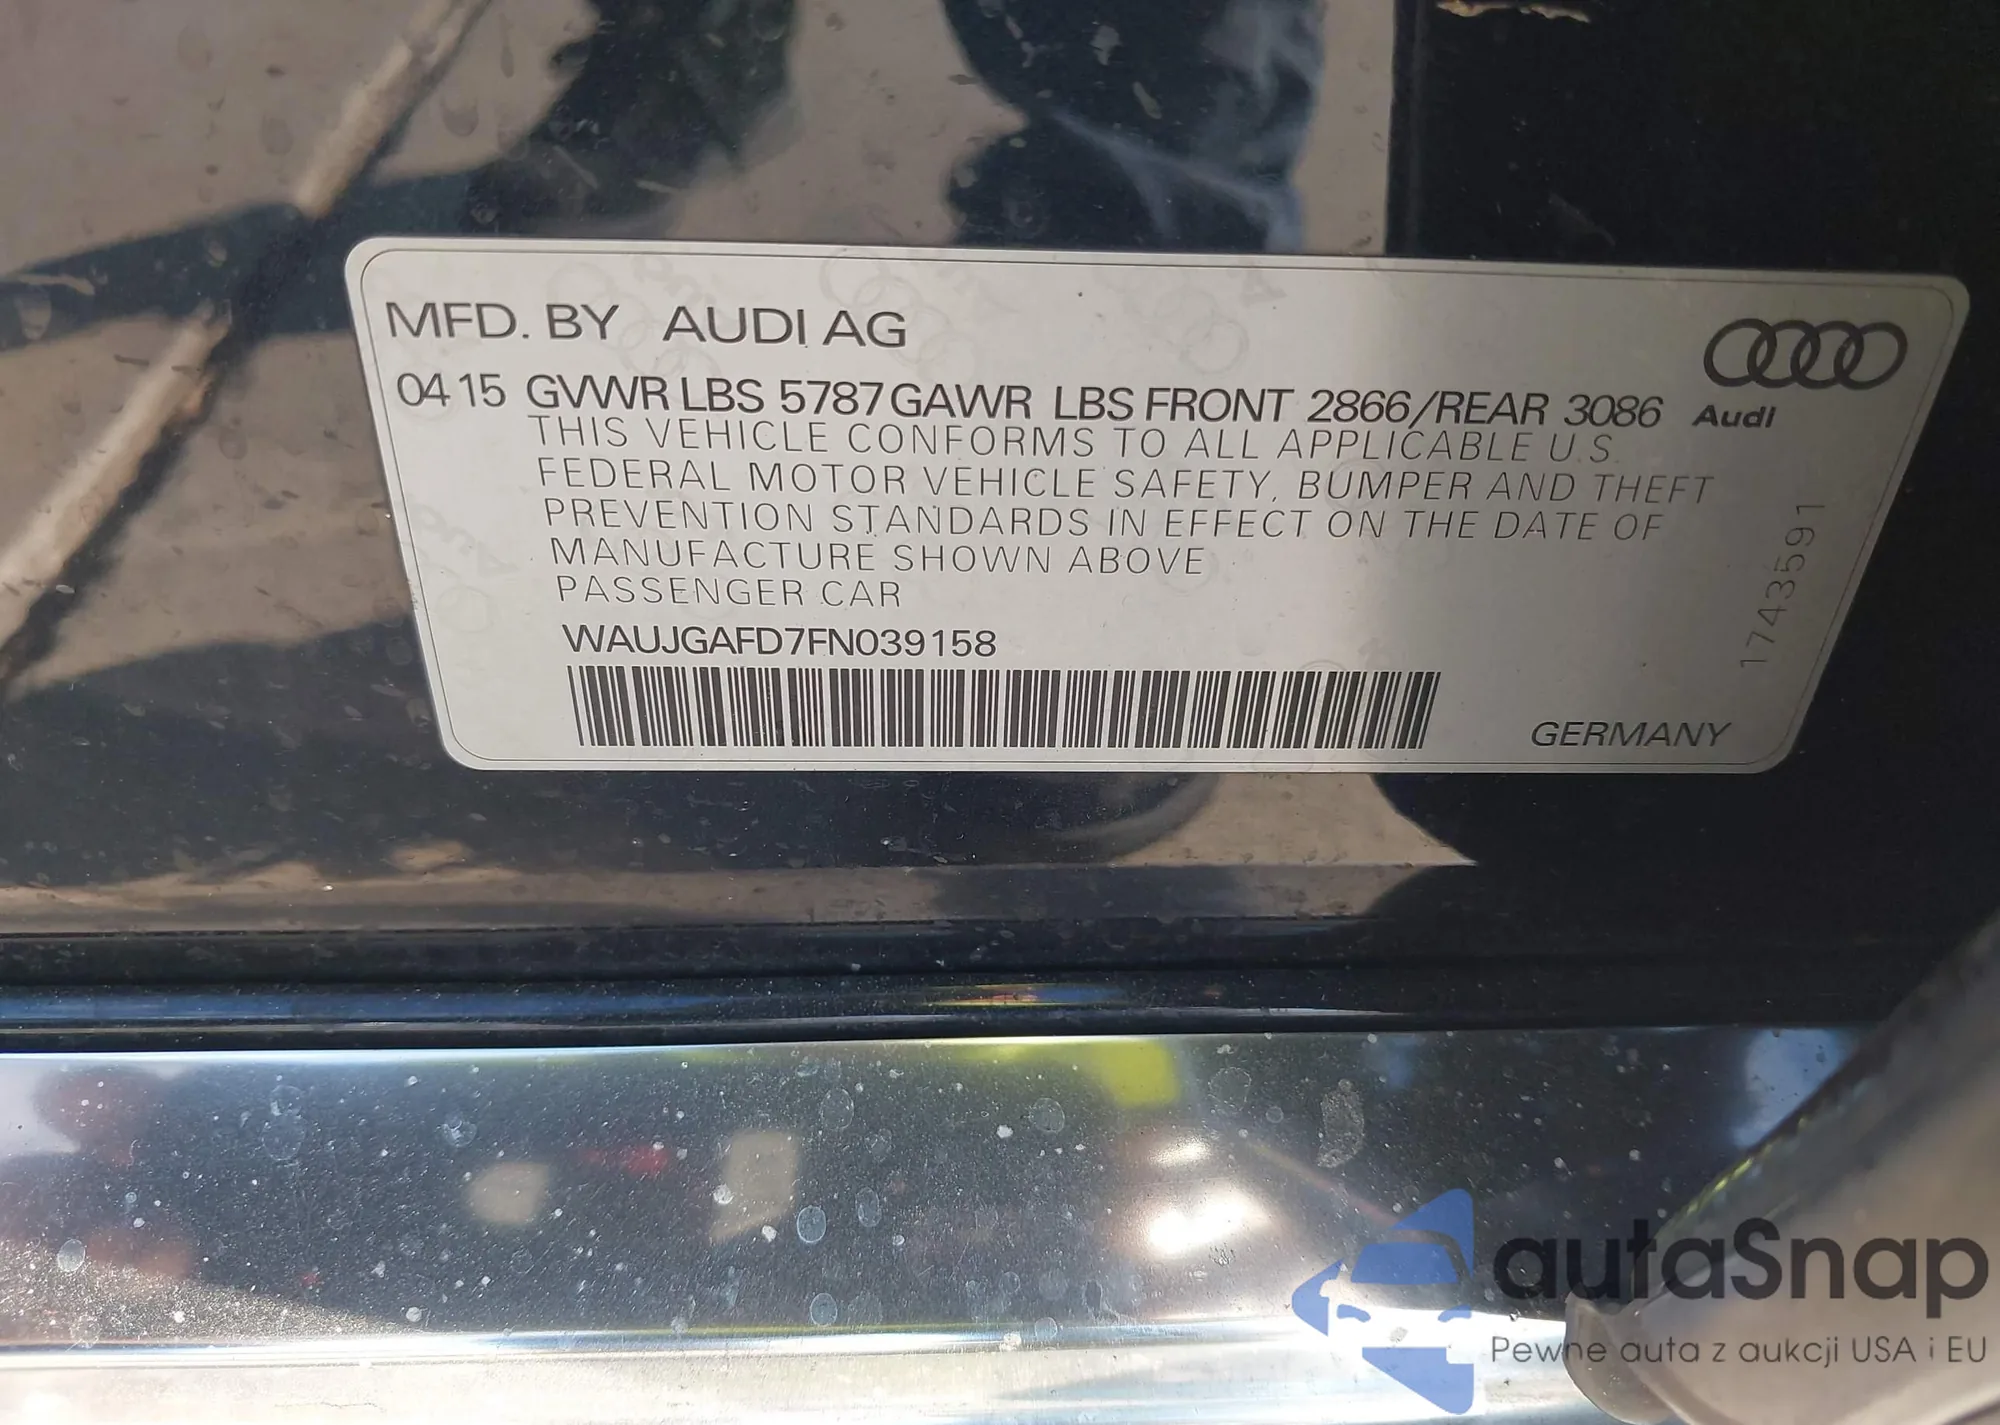 MFD. BY AUDI AG
04 15 GVWR LBS 5787 GAWR LBS FRONT 2866/REAR 3086
Audi
THIS VEHICLE CONFORMS TO ALL APPLICABLE U.S.
FEDERAL MOTOR VEHICLE SAFETY, BUMPER AND THEFT
PREVENTION STANDARDS IN EFFECT ON THE DATE OF
MANUFACTURE SHOWN ABOVE
PASSENGER CAR
WAUJGAFD7FN039158
GERMANY
1743591
autaSnap
Pewne auta z aukcji USA i EU